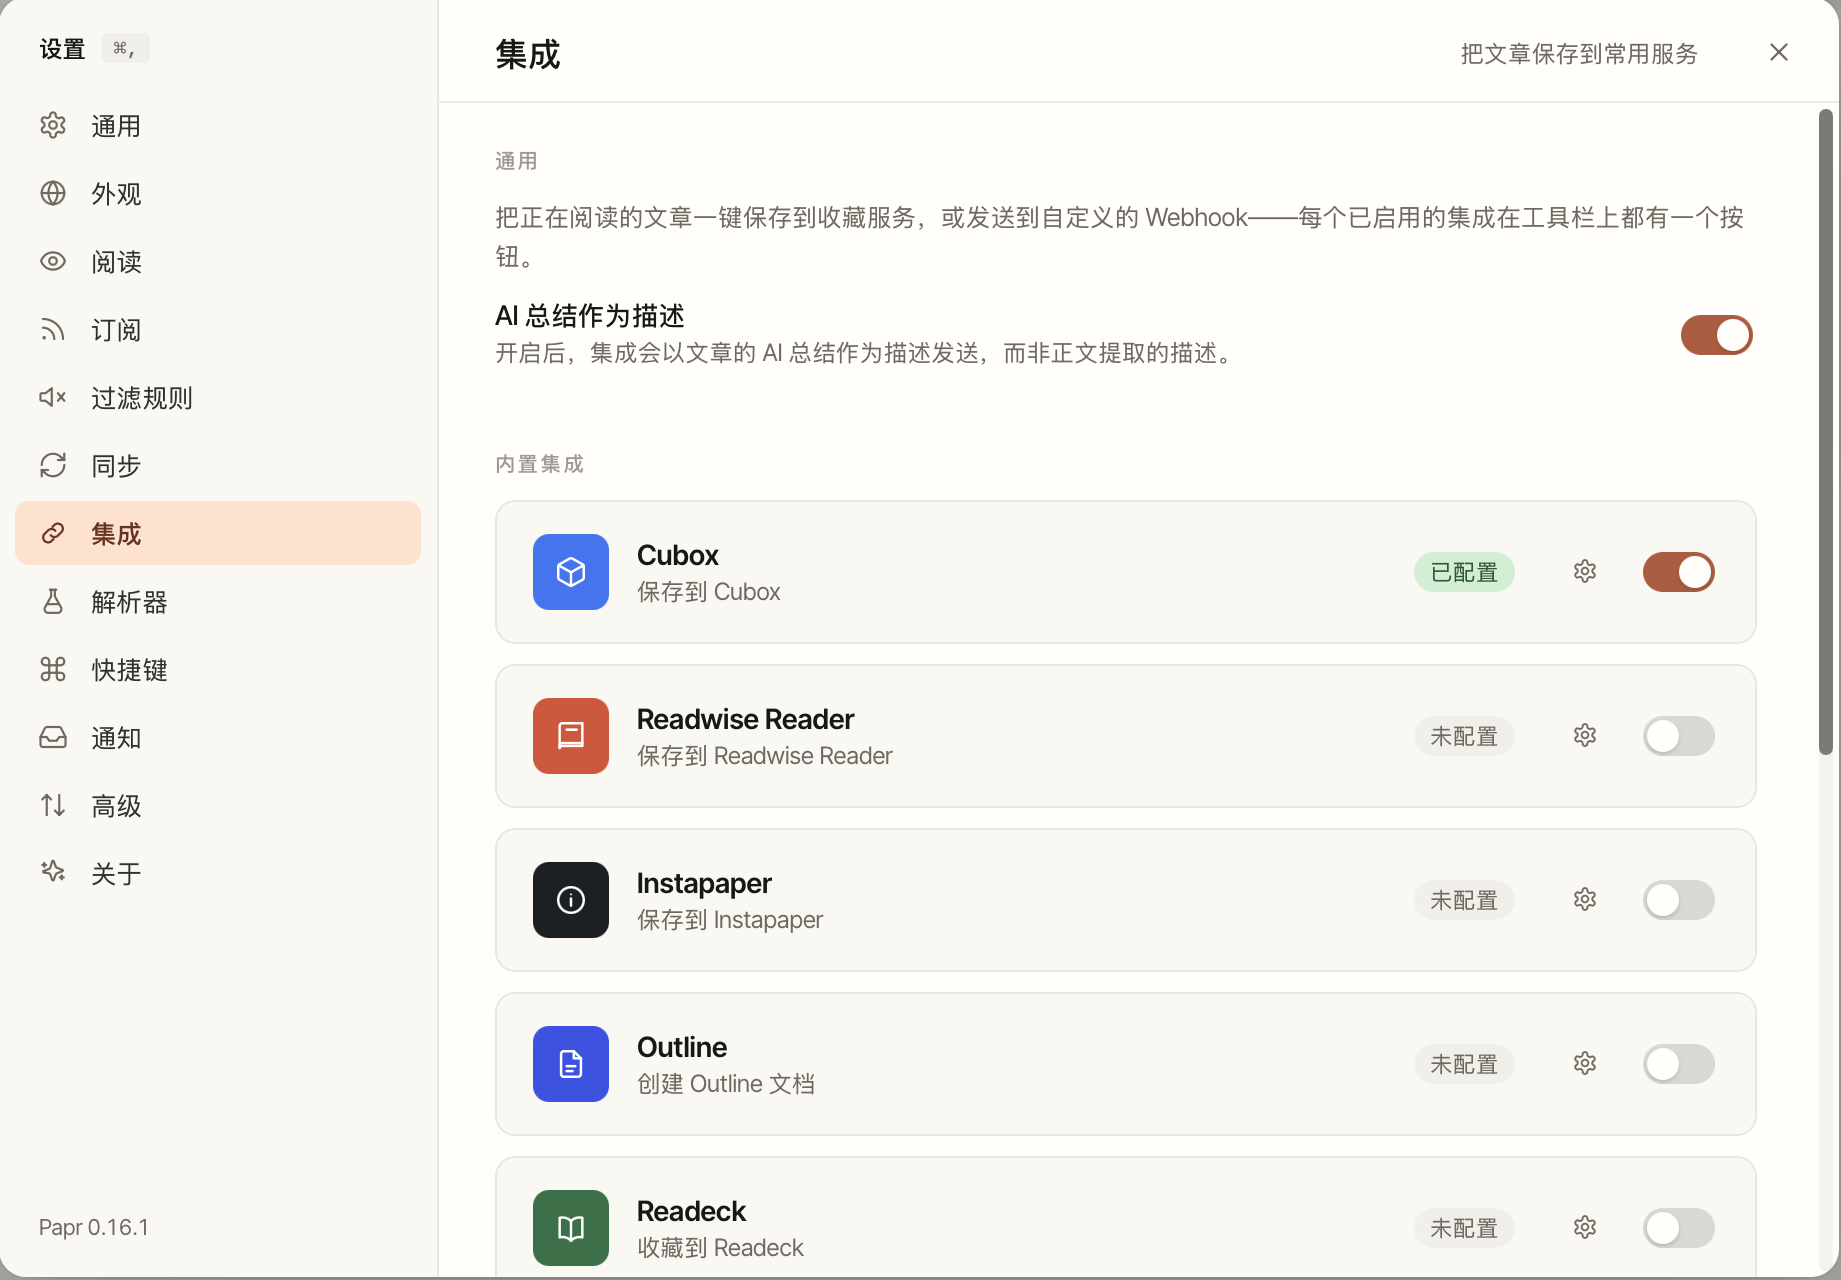 设置 ⌘,
通用
外观
阅读
订阅
过滤规则
同步
集成
解析器
快捷键
通知
高级
关于
Papr 0.16.1
集成
把文章保存到常用服务
通用
把正在阅读的文章一键保存到收藏服务，或发送到自定义的 Webhook——每个已启用的集成在工具栏上都有一个按
钮。
AI 总结作为描述
开启后，集成会以文章的 AI 总结作为描述发送，而非正文提取的描述。
内置集成
Cubox
保存到 Cubox
已配置
Readwise Reader
保存到 Readwise Reader
未配置
Instapaper
保存到 Instapaper
未配置
Outline
创建 Outline 文档
未配置
Readeck
收藏到 Readeck
未配置